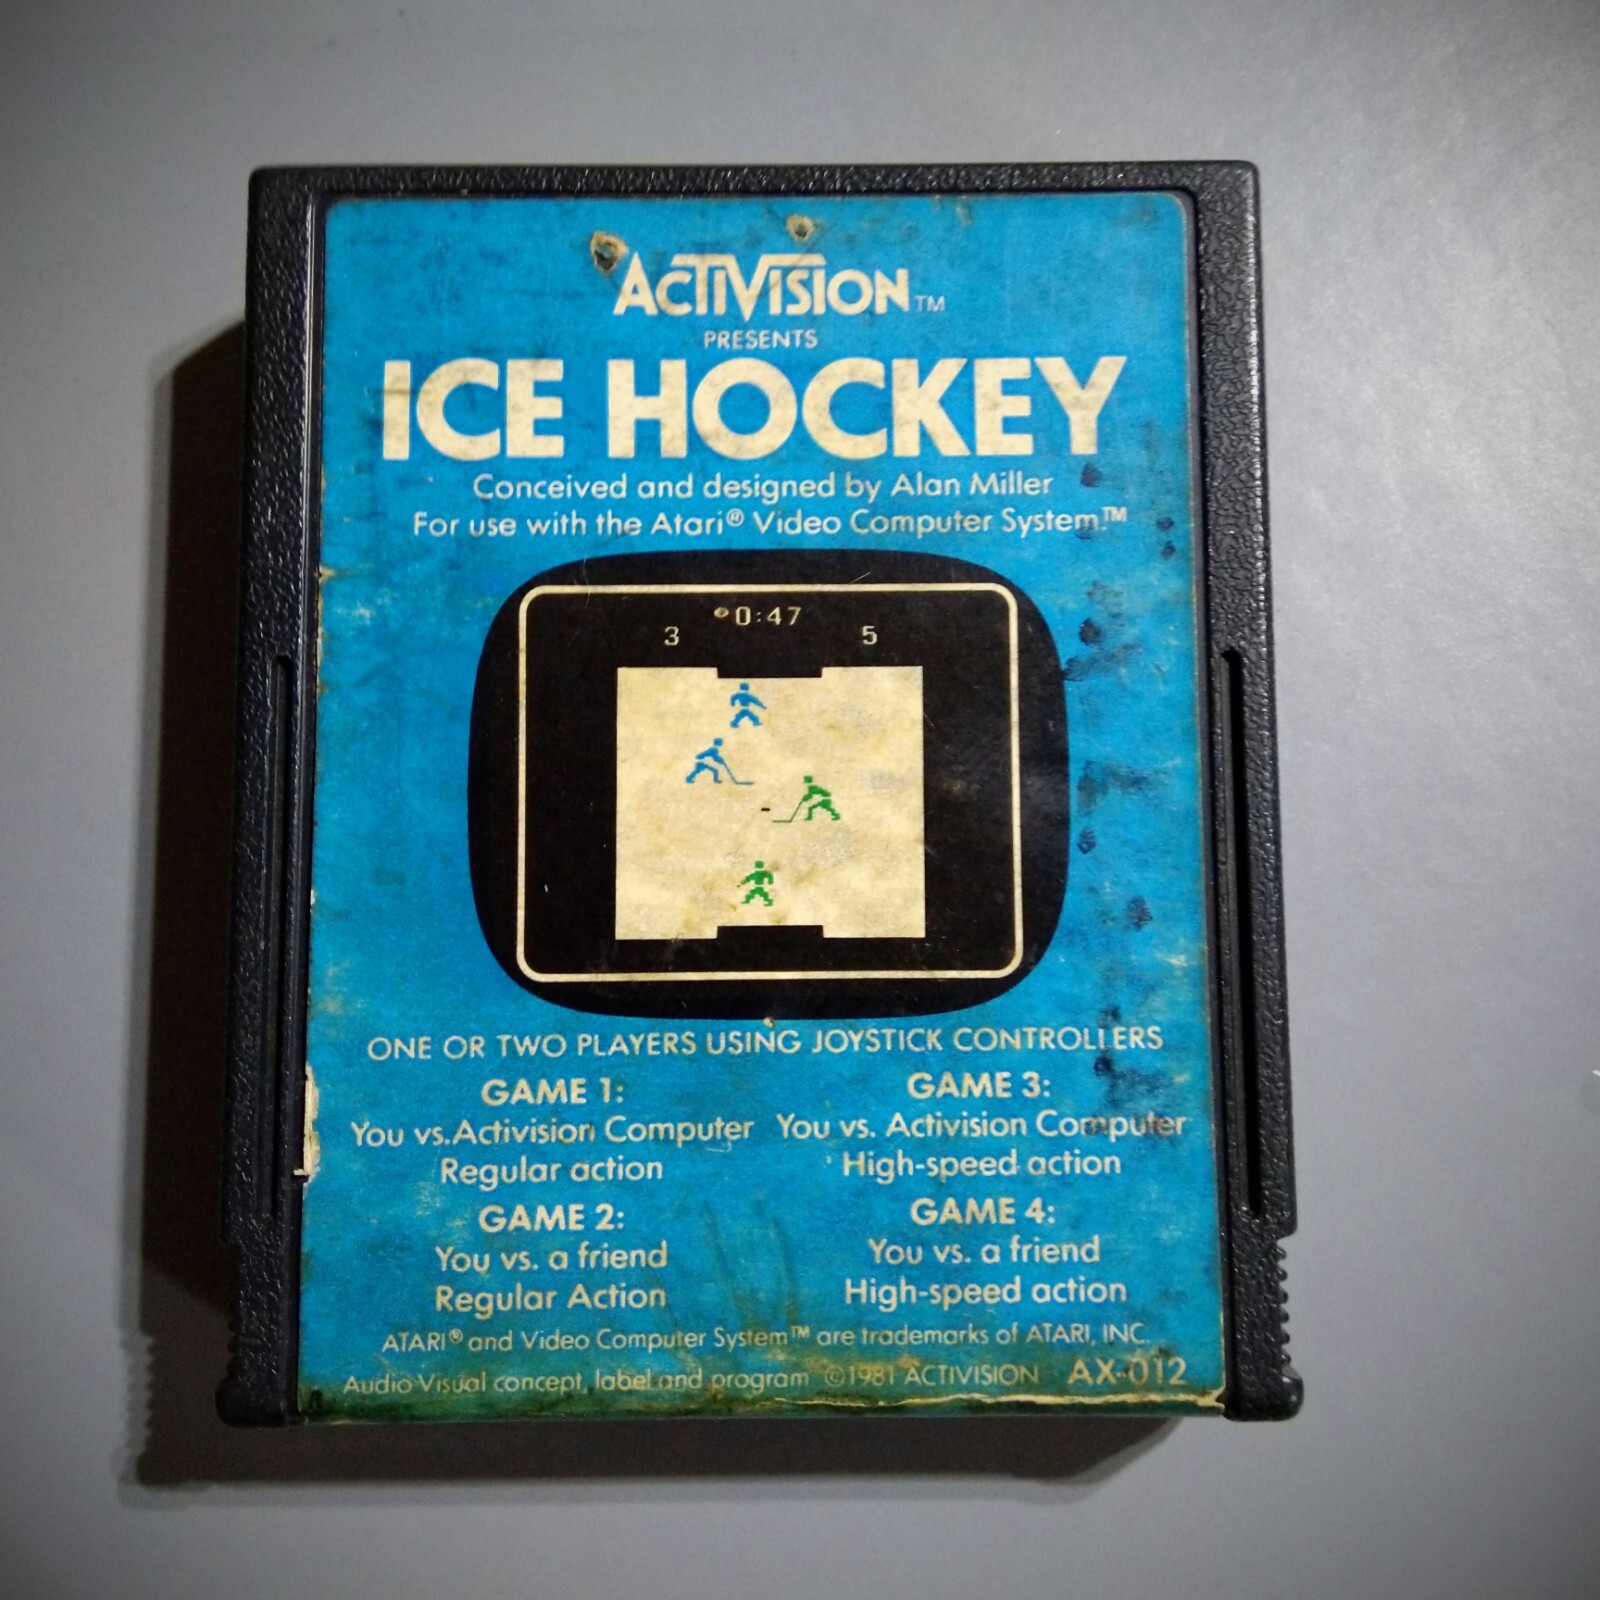 ACTIVISION™
PRESENTS
ICE HOCKEY
Conceived and designed by Alan Miller
For use with the Atari® Video Computer System.™
0:47
3 5
ONE OR TWO PLAYERS USING JOYSTICK CONTROLLERS
GAME 1:
You vs.Activision Computer
Regular action
GAME 2:
You vs. a friend
Regular Action
GAME 3:
You vs. Activision Computer
High-speed action
GAME 4:
You vs. a friend
High-speed action
ATARI® and Video Computer System™ are trademarks of ATARI, INC.
Audio Visual concept, label and program ©1981 ACTIVISION AX-012